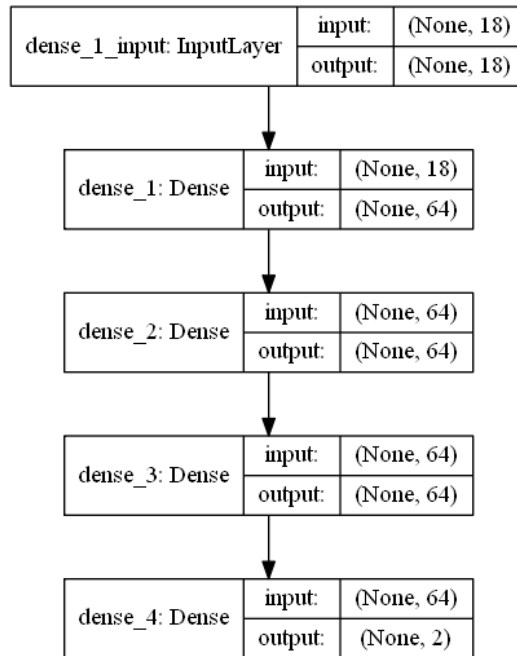 dense_1_input: InputLayer
input: (None, 18)
output: (None, 18)
dense_1: Dense
input: (None, 18)
output: (None, 64)
dense_2: Dense
input: (None, 64)
output: (None, 64)
dense_3: Dense
input: (None, 64)
output: (None, 64)
dense_4: Dense
input: (None, 64)
output: (None, 2)